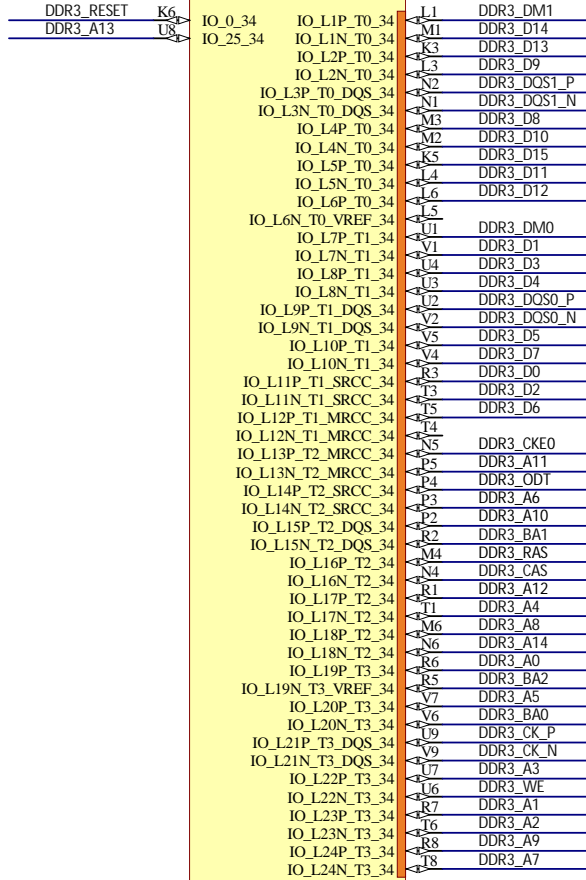 DDR3_RESET K6 IO_0_34
DDR3_A13 U8 IO_25_34
IO_L1P_T0_34 L1 DDR3_DM1
IO_L1N_T0_34 M1 DDR3_D14
IO_L2P_T0_34 K3 DDR3_D13
IO_L2N_T0_34 L3 DDR3_D9
IO_L3P_T0_DQS_34 N2 DDR3_DQS1_P
IO_L3N_T0_DQS_34 N1 DDR3_DQS1_N
IO_L4P_T0_34 M3 DDR3_D8
IO_L4N_T0_34 M2 DDR3_D10
IO_L5P_T0_34 K5 DDR3_D15
IO_L5N_T0_34 L4 DDR3_D11
IO_L6P_T0_34 L6 DDR3_D12
IO_L6N_T0_VREF_34 L5
IO_L7P_T1_34 U1 DDR3_DM0
IO_L7N_T1_34 V1 DDR3_D1
IO_L8P_T1_34 U4 DDR3_D3
IO_L8N_T1_34 U3 DDR3_D4
IO_L9P_T1_DQS_34 U2 DDR3_DQS0_P
IO_L9N_T1_DQS_34 V2 DDR3_DQS0_N
IO_L10P_T1_34 V5 DDR3_D5
IO_L10N_T1_34 V4 DDR3_D7
IO_L11P_T1_SRCC_34 R3 DDR3_D0
IO_L11N_T1_SRCC_34 T3 DDR3_D2
IO_L12P_T1_MRCC_34 T5 DDR3_D6
IO_L12N_T1_MRCC_34 T4
IO_L13P_T2_MRCC_34 N5 DDR3_CKE0
IO_L13N_T2_MRCC_34 P5 DDR3_A11
IO_L14P_T2_SRCC_34 P4 DDR3_ODT
IO_L14N_T2_SRCC_34 P3 DDR3_A6
IO_L15P_T2_DQS_34 P2 DDR3_A10
IO_L15N_T2_DQS_34 R2 DDR3_BA1
IO_L16P_T2_34 M4 DDR3_RAS
IO_L16N_T2_34 N4 DDR3_CAS
IO_L17P_T2_34 R1 DDR3_A12
IO_L17N_T2_34 T1 DDR3_A4
IO_L18P_T2_34 M6 DDR3_A8
IO_L18N_T2_34 N6 DDR3_A14
IO_L19P_T3_34 R6 DDR3_A0
IO_L19N_T3_VREF_34 R5 DDR3_BA2
IO_L20P_T3_34 V7 DDR3_A5
IO_L20N_T3_34 V6 DDR3_BA0
IO_L21P_T3_DQS_34 U9 DDR3_CK_P
IO_L21N_T3_DQS_34 V9 DDR3_CK_N
IO_L22P_T3_34 U7 DDR3_A3
IO_L22N_T3_34 U6 DDR3_WE
IO_L23P_T3_34 R7 DDR3_A1
IO_L23N_T3_34 T6 DDR3_A2
IO_L24P_T3_34 R8 DDR3_A9
IO_L24N_T3_34 T8 DDR3_A7